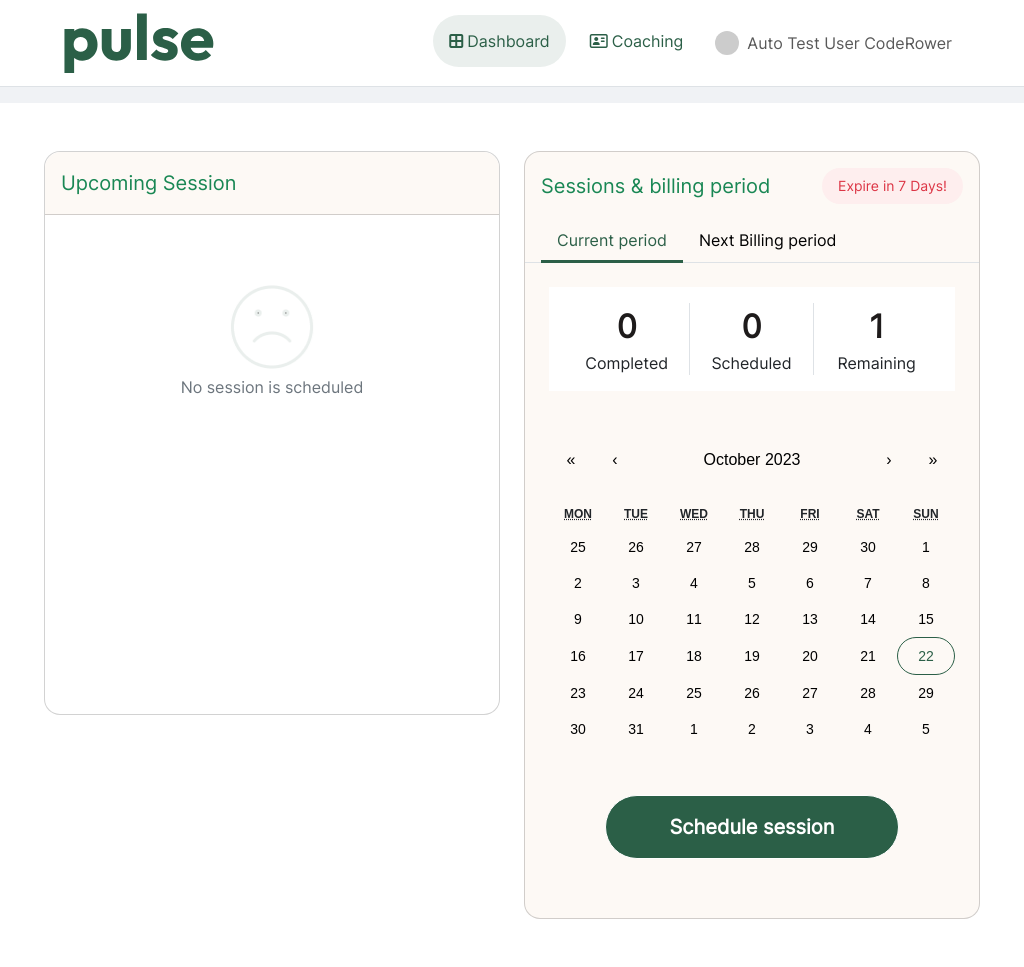 pulse
Dashboard
Coaching
Auto Test User CodeRower
Upcoming Session
No session is scheduled
Sessions & billing period
Expire in 7 Days!
Current period
Next Billing period
0 0 1
Completed Scheduled Remaining
« ‹ October 2023 › »
MON TUE WED THU FRI SAT SUN
25 26 27 28 29 30 1
2 3 4 5 6 7 8
9 10 11 12 13 14 15
16 17 18 19 20 21 22
23 24 25 26 27 28 29
30 31 1 2 3 4 5
Schedule session